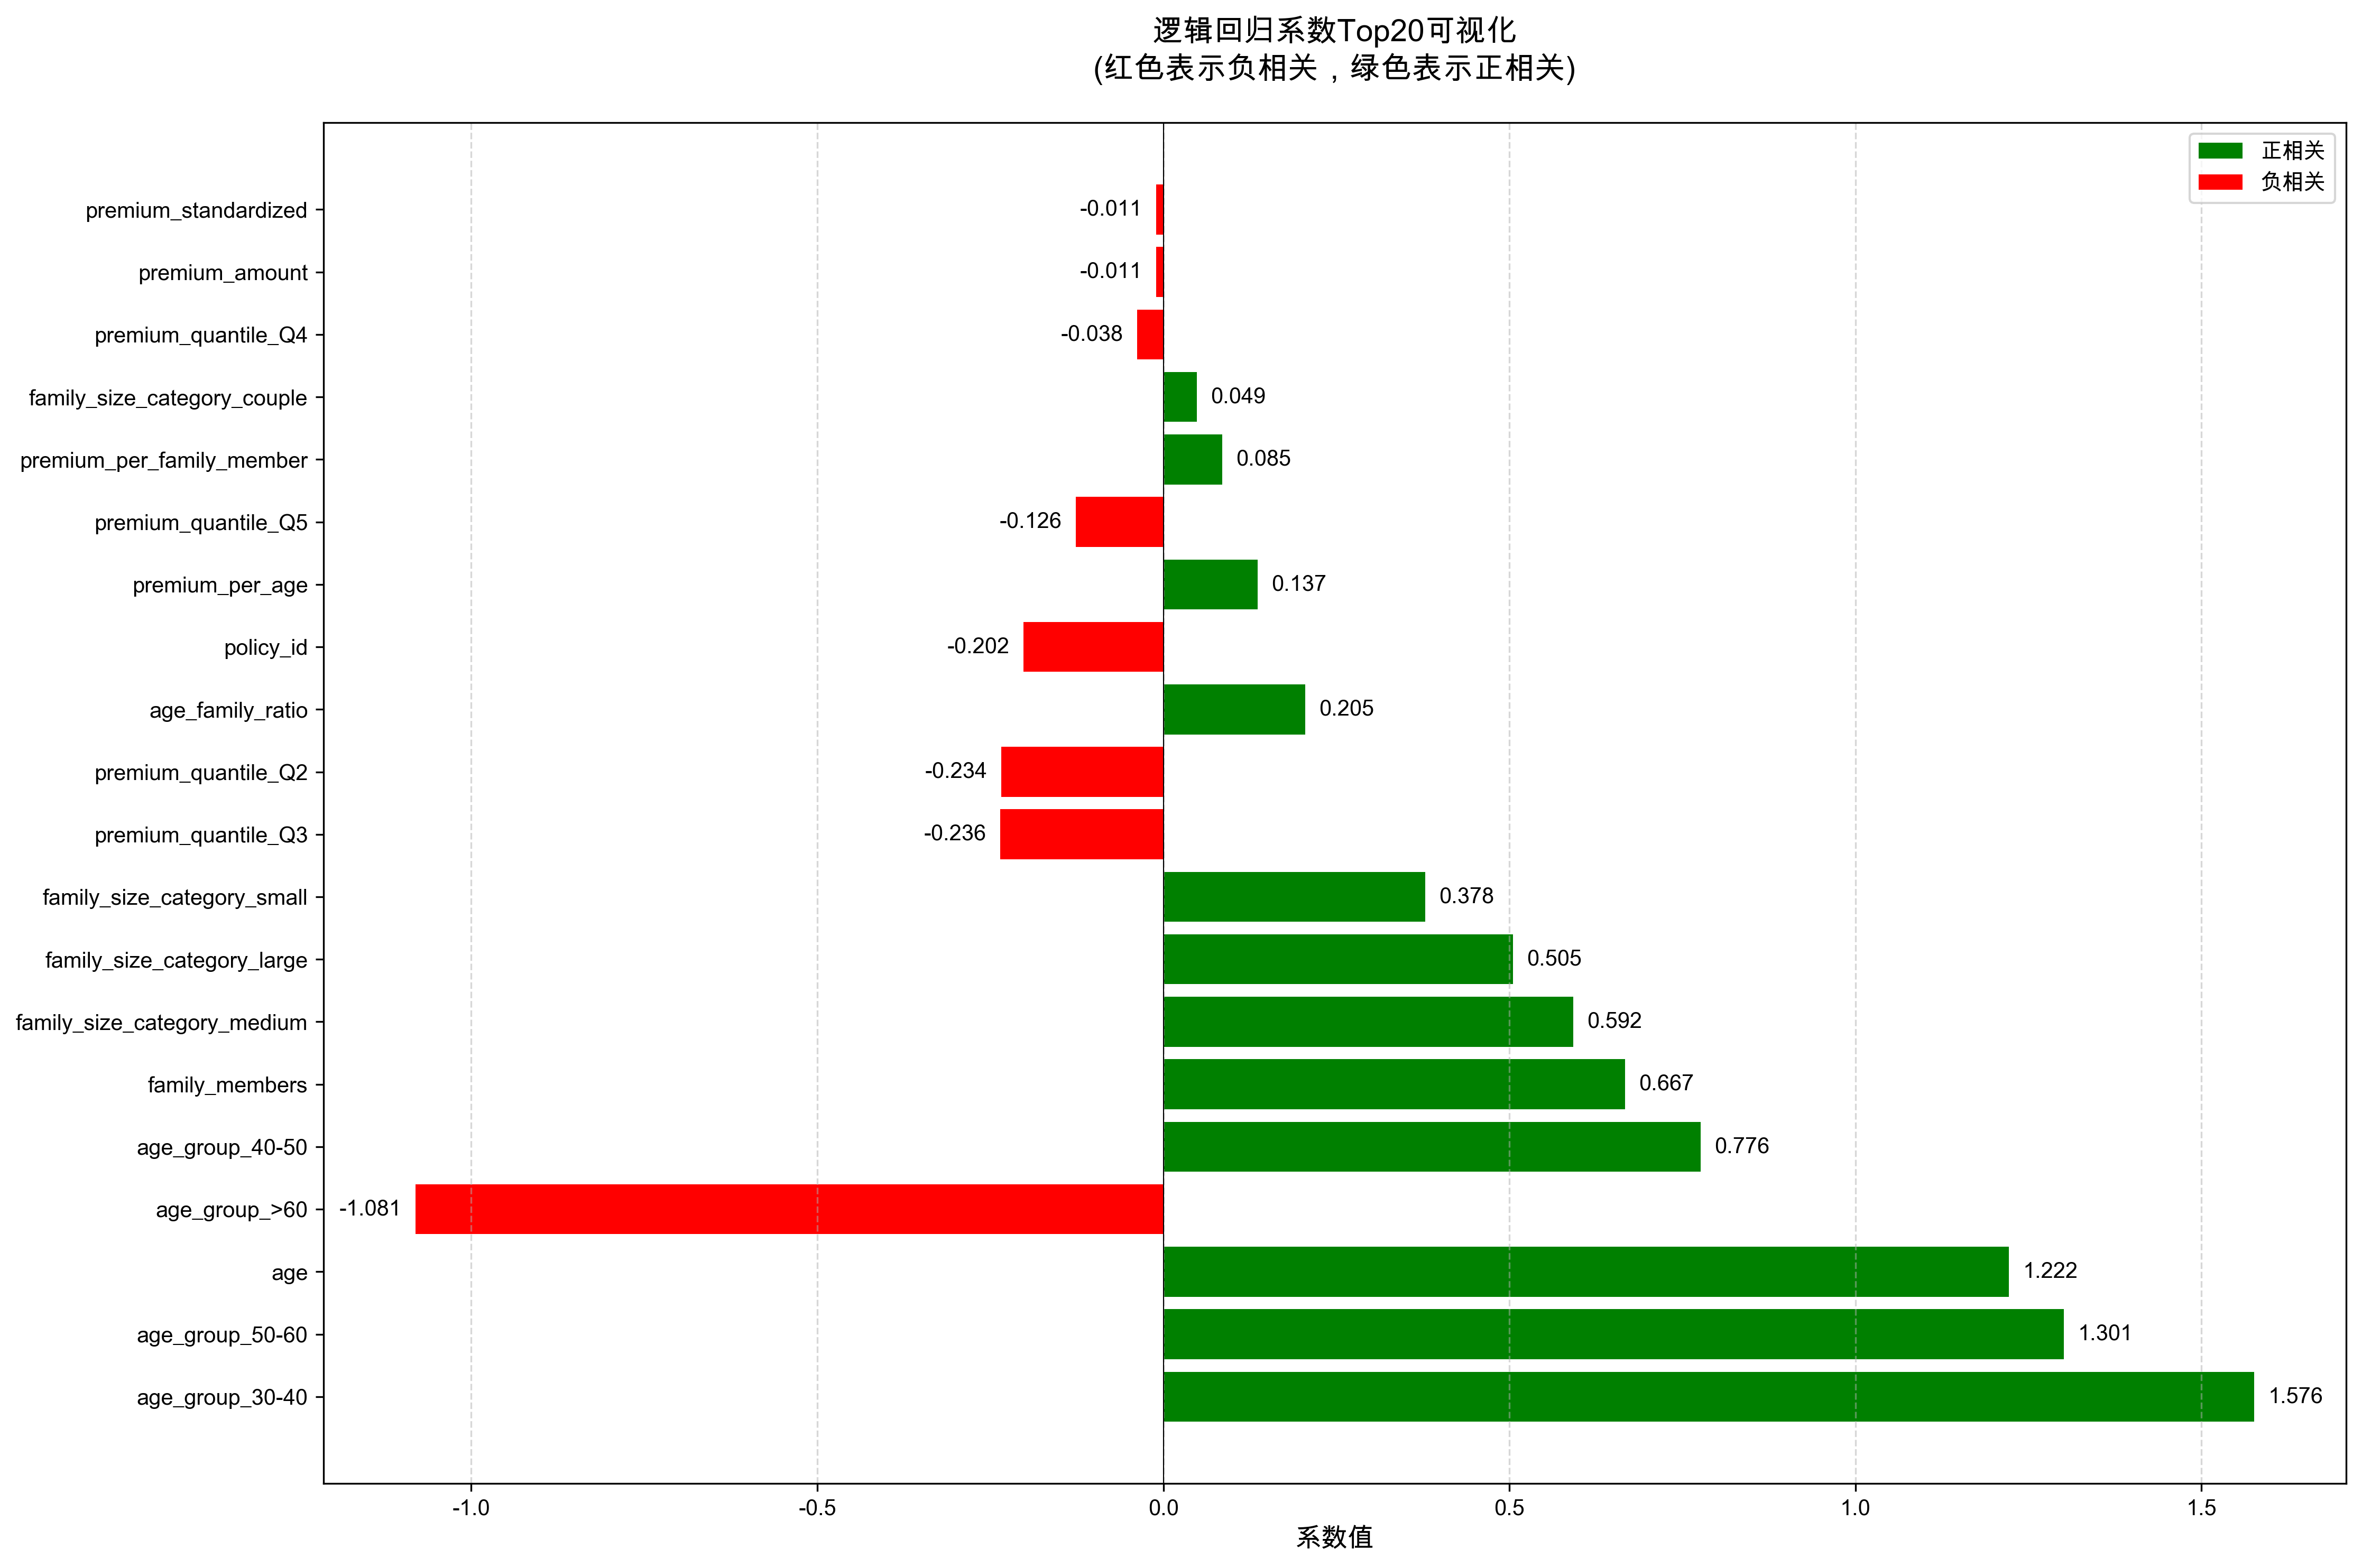 逻辑回归系数Top20可视化
(红色表示负相关，绿色表示正相关)
正相关
负相关
premium_standardized
-0.011
premium_amount
-0.011
premium_quantile_Q4
-0.038
family_size_category_couple
0.049
premium_per_family_member
0.085
premium_quantile_Q5
-0.126
premium_per_age
0.137
policy_id
-0.202
age_family_ratio
0.205
premium_quantile_Q2
-0.234
premium_quantile_Q3
-0.236
family_size_category_small
0.378
family_size_category_large
0.505
family_size_category_medium
0.592
family_members
0.667
age_group_40-50
0.776
age_group_>60
-1.081
age
1.222
age_group_50-60
1.301
age_group_30-40
1.576
-1.0
-0.5
0.0
0.5
1.0
1.5
系数值